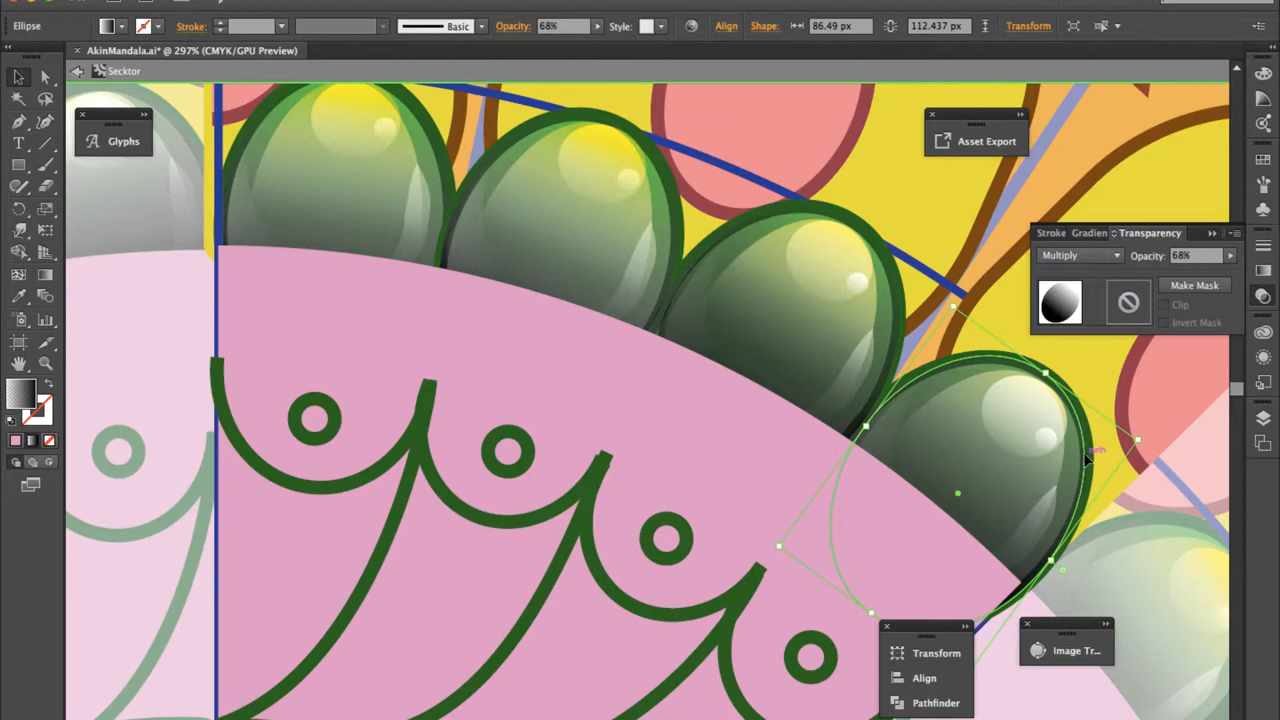 Ellipse Stroke: Basic Opacity: 68% Style: Align Shape: 86.49 px 112.437 px Transform
AkinMandala.ai* @ 297% (CMYK/GPU Preview)
Secktor
Glyphs
Asset Export
Stroke Gradien Transparency
Multiply Opacity: 68%
Make Mask
Clip
Invert Mask
path
Transform
Align
Pathfinder
Image Tr...